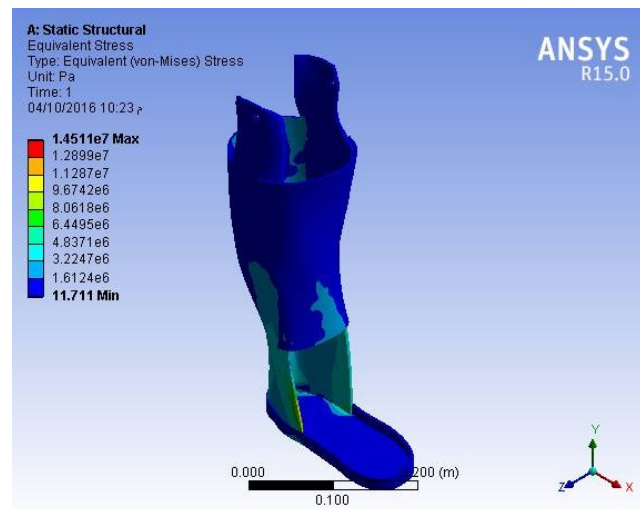 A: Static Structural
Equivalent Stress
Type: Equivalent (von-Mises) Stress
Unit: Pa
Time: 1
04/10/2016 10:23 م
1.4511e7 Max
1.2899e7
1.1287e7
9.6742e6
8.0618e6
6.4495e6
4.8371e6
3.2247e6
1.6124e6
11.711 Min
ANSYS
R15.0
0.000
0.200 (m)
0.100
Y
Z
X